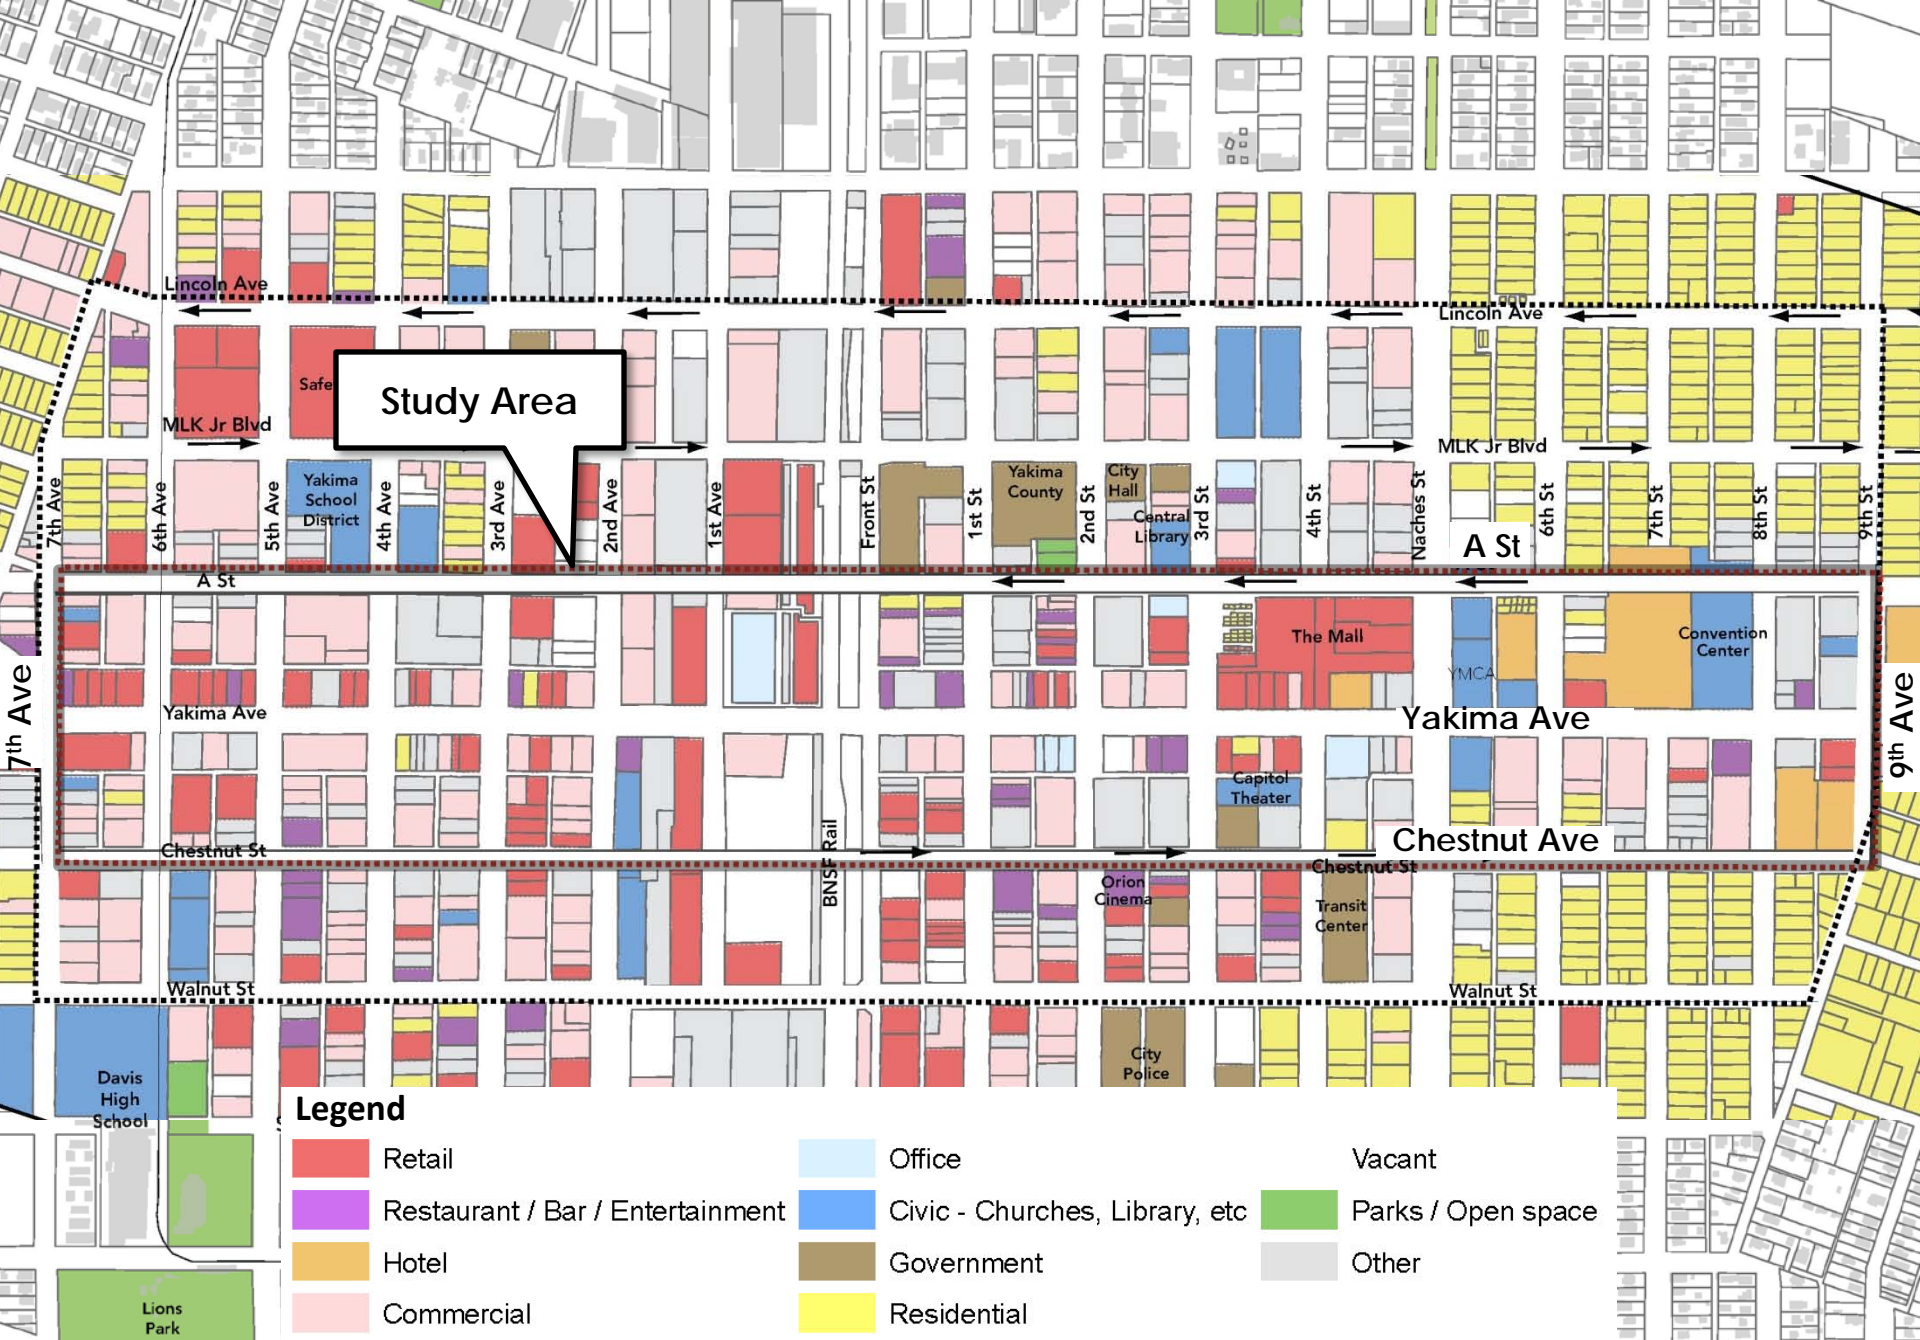 Lincoln Ave
Lincoln Ave
Safe
Study Area
MLK Jr Blvd
MLK Jr Blvd
7th Ave
6th Ave
5th Ave
Yakima
School
District
4th Ave
3rd Ave
2nd Ave
1st Ave
Front St
1st St
Yakima
County
2nd St
City
Hall
Central
Library
3rd St
4th St
Naches St
6th St
7th St
8th St
9th St
A St
A St
The Mall
Convention
Center
YMCA
7th Ave
Yakima Ave
Yakima Ave
9th Ave
Capitol
Theater
BNSF Rail
Chestnut St
Chestnut Ave
Chestnut St
Orion
Cinema
Transit
Center
Walnut St
Walnut St
City
Police
Davis
High
School
Lions
Park
Legend
Retail
Restaurant / Bar / Entertainment
Hotel
Commercial
Office
Civic - Churches, Library, etc
Government
Residential
Vacant
Parks / Open space
Other